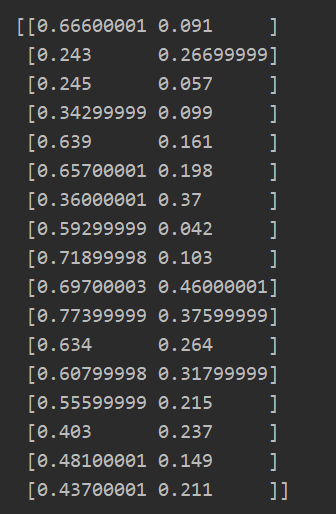 [[0.66600001 0.091     ]
 [0.243      0.26699999]
 [0.245      0.057     ]
 [0.34299999 0.099     ]
 [0.639      0.161     ]
 [0.65700001 0.198     ]
 [0.36000001 0.37      ]
 [0.59299999 0.042     ]
 [0.71899998 0.103     ]
 [0.69700003 0.46000001]
 [0.77399999 0.37599999]
 [0.634      0.264     ]
 [0.60799998 0.31799999]
 [0.55599999 0.215     ]
 [0.403      0.237     ]
 [0.48100001 0.149     ]
 [0.43700001 0.211     ]]